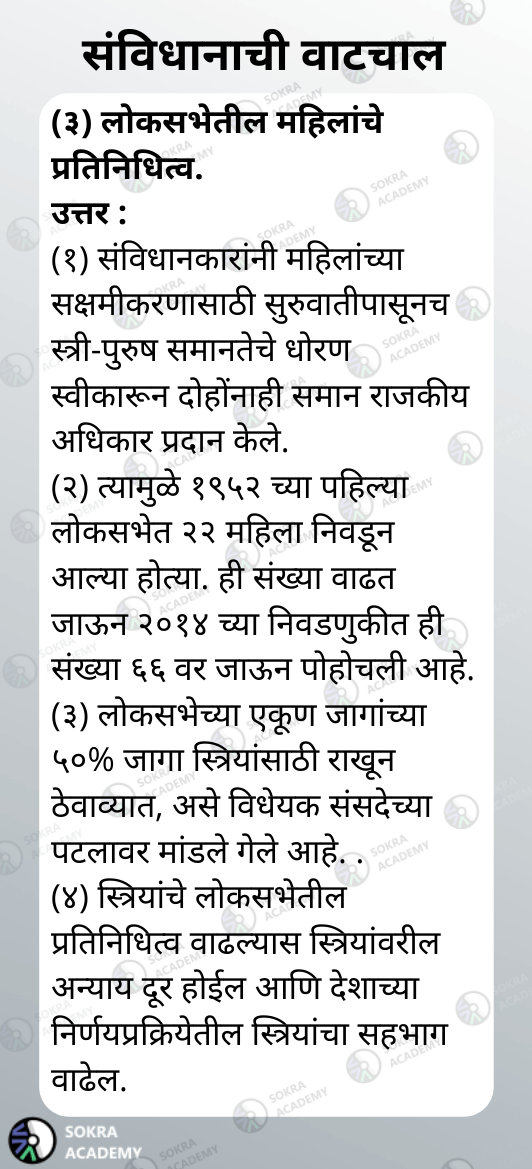 संविधानाची वाटचाल
(३) लोकसभेतील महिलांचे
प्रतिनिधित्व.
उत्तर :
(१) संविधानकारांनी महिलांच्या
सक्षमीकरणासाठी सुरुवातीपासूनच
स्त्री-पुरुष समानतेचे धोरण
स्वीकारून दोहोंनाही समान राजकीय
अधिकार प्रदान केले.
(२) त्यामुळे १९५२ च्या पहिल्या
लोकसभेत २२ महिला निवडून
आल्या होत्या. ही संख्या वाढत
जाऊन २०१४ च्या निवडणुकीत ही
संख्या ६६ वर जाऊन पोहोचली आहे.
(३) लोकसभेच्या एकूण जागांच्या
५०% जागा स्त्रियांसाठी राखून
ठेवाव्यात, असे विधेयक संसदेच्या
पटलावर मांडले गेले आहे. .
(४) स्त्रियांचे लोकसभेतील
प्रतिनिधित्व वाढल्यास स्त्रियांवरील
अन्याय दूर होईल आणि देशाच्या
निर्णयप्रक्रियेतील स्त्रियांचा सहभाग
वाढेल.
SOKRA
ACADEMY